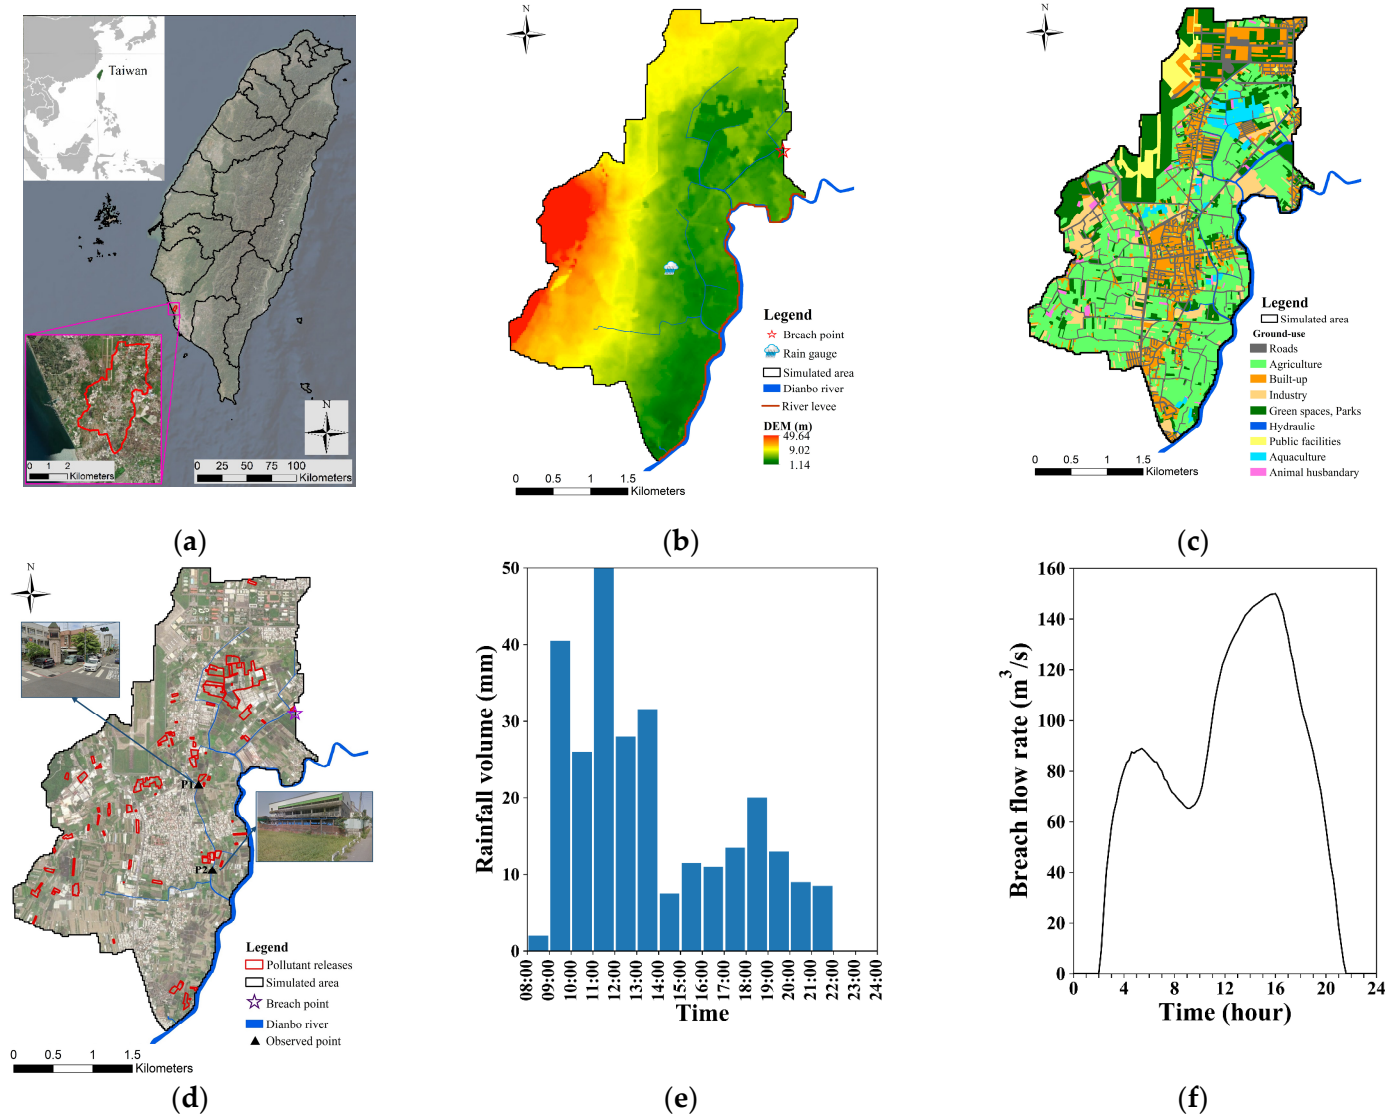 Taiwan
N
0 1 2
Kilometers
0 25 50 75 100
Kilometers
(a)
N
Legend
Breach point
Rain gauge
Simulated area
Dianbo river
River levee
DEM (m)
49.64
9.02
1.14
0 0.5 1 1.5
Kilometers
(b)
N
Legend
Simulated area
Ground-use
Roads
Agriculture
Built-up
Industry
Green spaces, Parks
Hydraulic
Public facilities
Aquaculture
Animal husbandary
0 0.5 1 1.5
Kilometers
(c)
N
P1
P2
Legend
Pollutant releases
Simulated area
Breach point
Dianbo river
Observed point
0 0.5 1 1.5
Kilometers
(d)
Rainfall volume (mm)
50
40
30
20
10
0
08:00 09:00 10:00 11:00 12:00 13:00 14:00 15:00 16:00 17:00 18:00 19:00 20:00 21:00 22:00 23:00 24:00
Time
(e)
Breach flow rate (m³/s)
160
140
120
100
80
60
40
20
0
0 4 8 12 16 20 24
Time (hour)
(f)